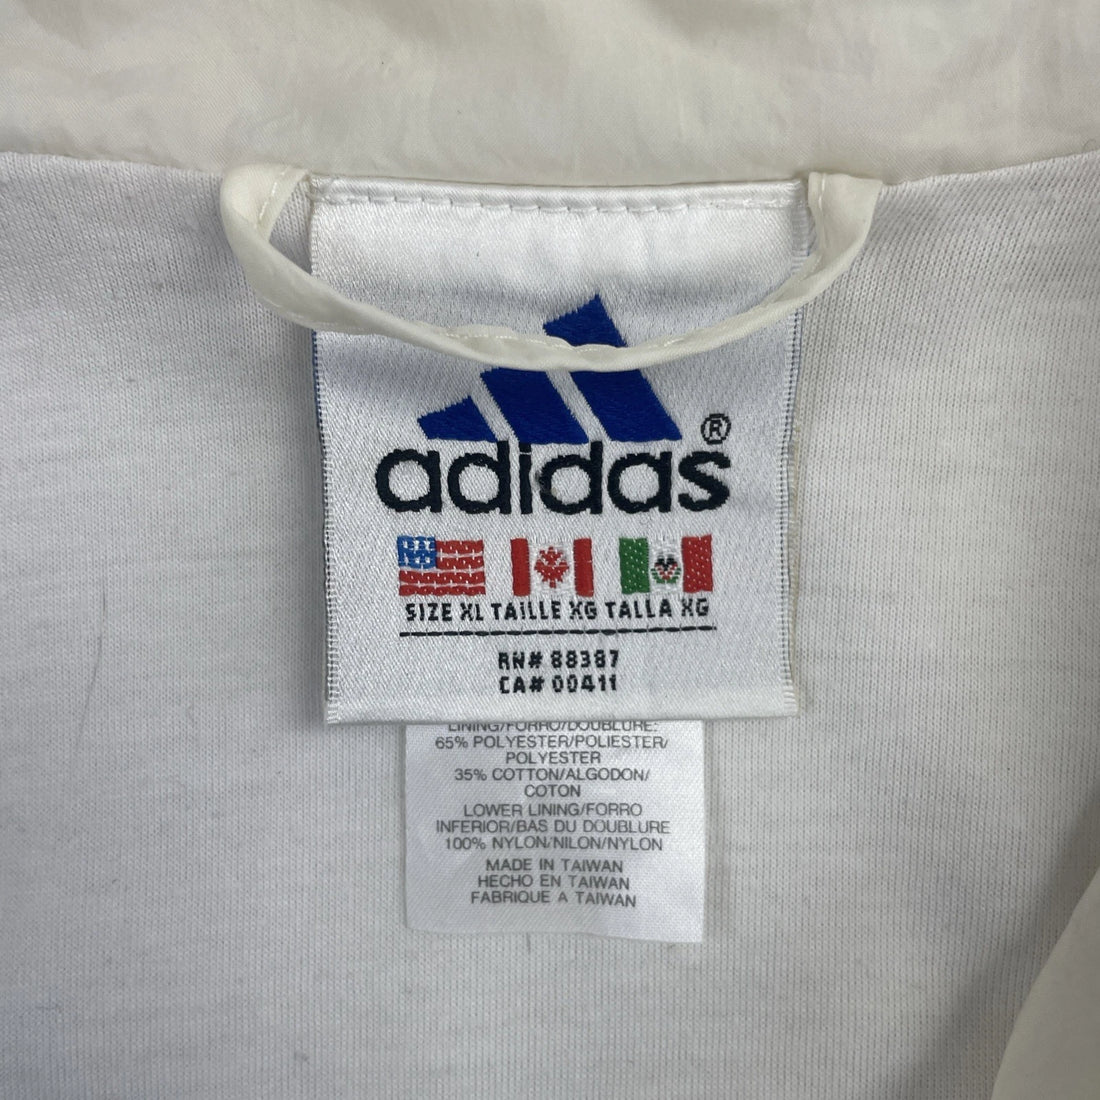 adidas®
SIZE XL TAILLE XG TALLA XG
RN# 88387
CA# 00411
LINING/FORRO/DOUBLURE:
65% POLYESTER/POLIESTER/
POLYESTER
35% COTTON/ALGODON/
COTON
LOWER LINING/FORRO
INFERIOR/BAS DU DOUBLURE
100% NYLON/NILON/NYLON
MADE IN TAIWAN
HECHO EN TAIWAN
FABRIQUE A TAIWAN